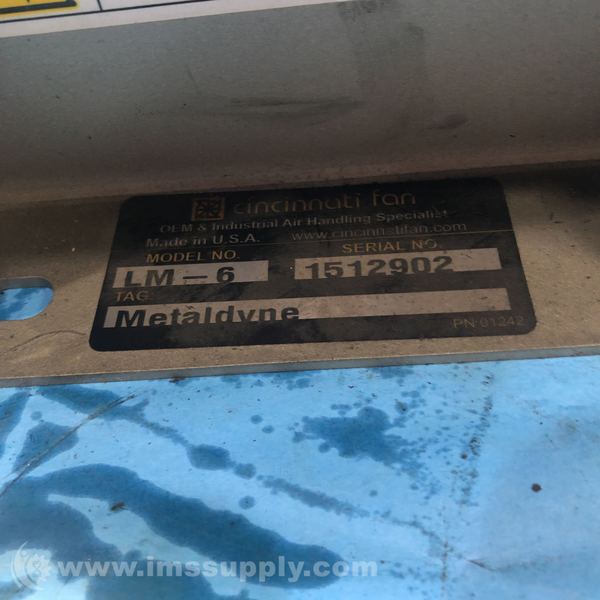 cincinnati fan
OEM & Industrial Air Handling Specialist
Made in U.S.A. www.cincinnatifan.com
MODEL NO. SERIAL NO.
LM-6 1512902
TAG:
Metaldyne
PN 01242
www.imssupply.com